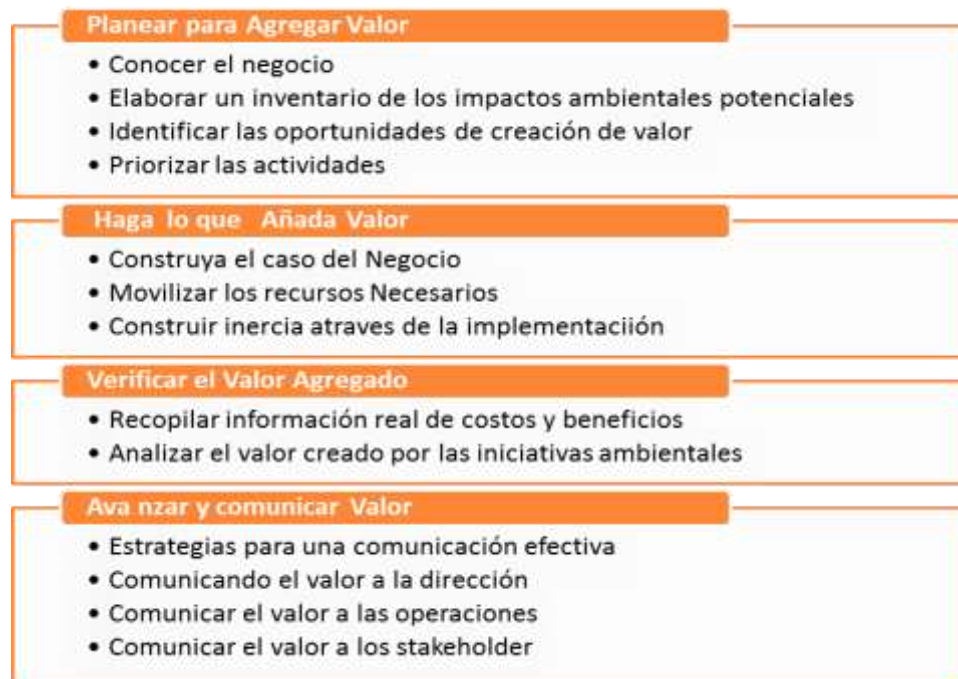 Planear para Agregar Valor
• Conocer el negocio
• Elaborar un inventario de los impactos ambientales potenciales
• Identificar las oportunidades de creación de valor
• Priorizar las actividades
Haga lo que Añada Valor
• Construya el caso del Negocio
• Movilizar los recursos Necesarios
• Construir inercia atraves de la implementaciión
Verificar el Valor Agregado
• Recopilar información real de costos y beneficios
• Analizar el valor creado por las iniciativas ambientales
Ava nzar y comunicar Valor
• Estrategias para una comunicación efectiva
• Comunicando el valor a la dirección
• Comunicar el valor a las operaciones
• Comunicar el valor a los stakeholder